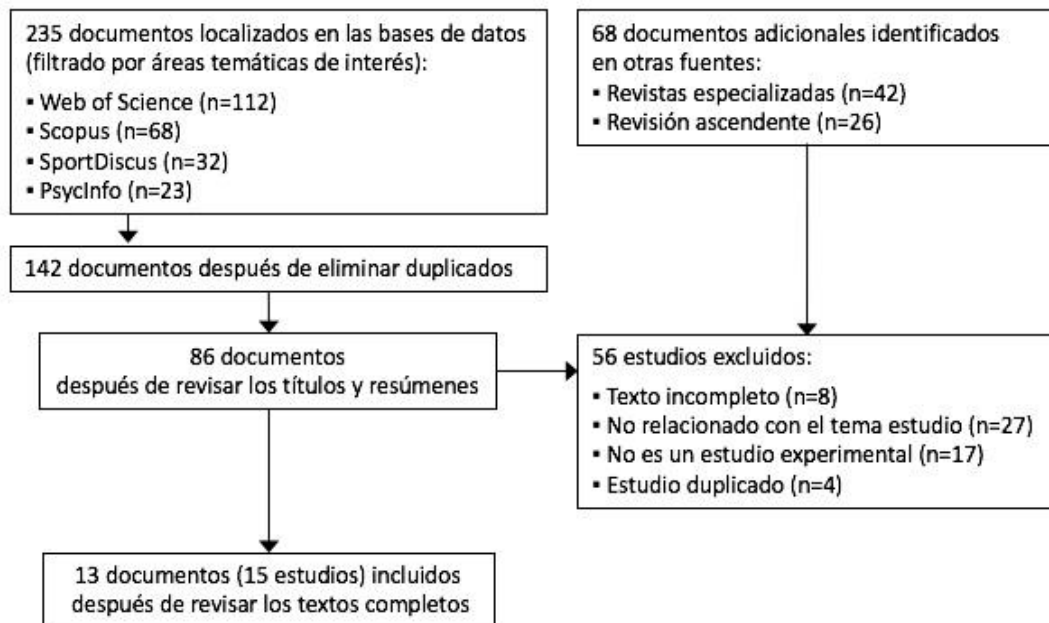 235 documentos localizados en las bases de datos
(filtrado por áreas temáticas de interés):
▪ Web of Science (n=112)
▪ Scopus (n=68)
▪ SportDiscus (n=32)
▪ PsycInfo (n=23)
68 documentos adicionales identificados
en otras fuentes:
▪ Revistas especializadas (n=42)
▪ Revisión ascendente (n=26)
142 documentos después de eliminar duplicados
86 documentos
después de revisar los títulos y resúmenes
56 estudios excluidos:
▪ Texto incompleto (n=8)
▪ No relacionado con el tema estudio (n=27)
▪ No es un estudio experimental (n=17)
▪ Estudio duplicado (n=4)
13 documentos (15 estudios) incluidos
después de revisar los textos completos